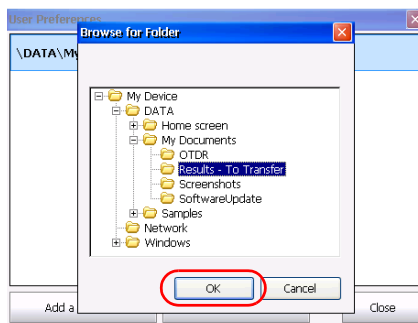 User Preferences
Browse for Folder
\DATA\My
My Device
DATA
Home screen
My Documents
OTDR
Results - To Transfer
Screenshots
SoftwareUpdate
Samples
Network
Windows
OK
Cancel
Add a
Close